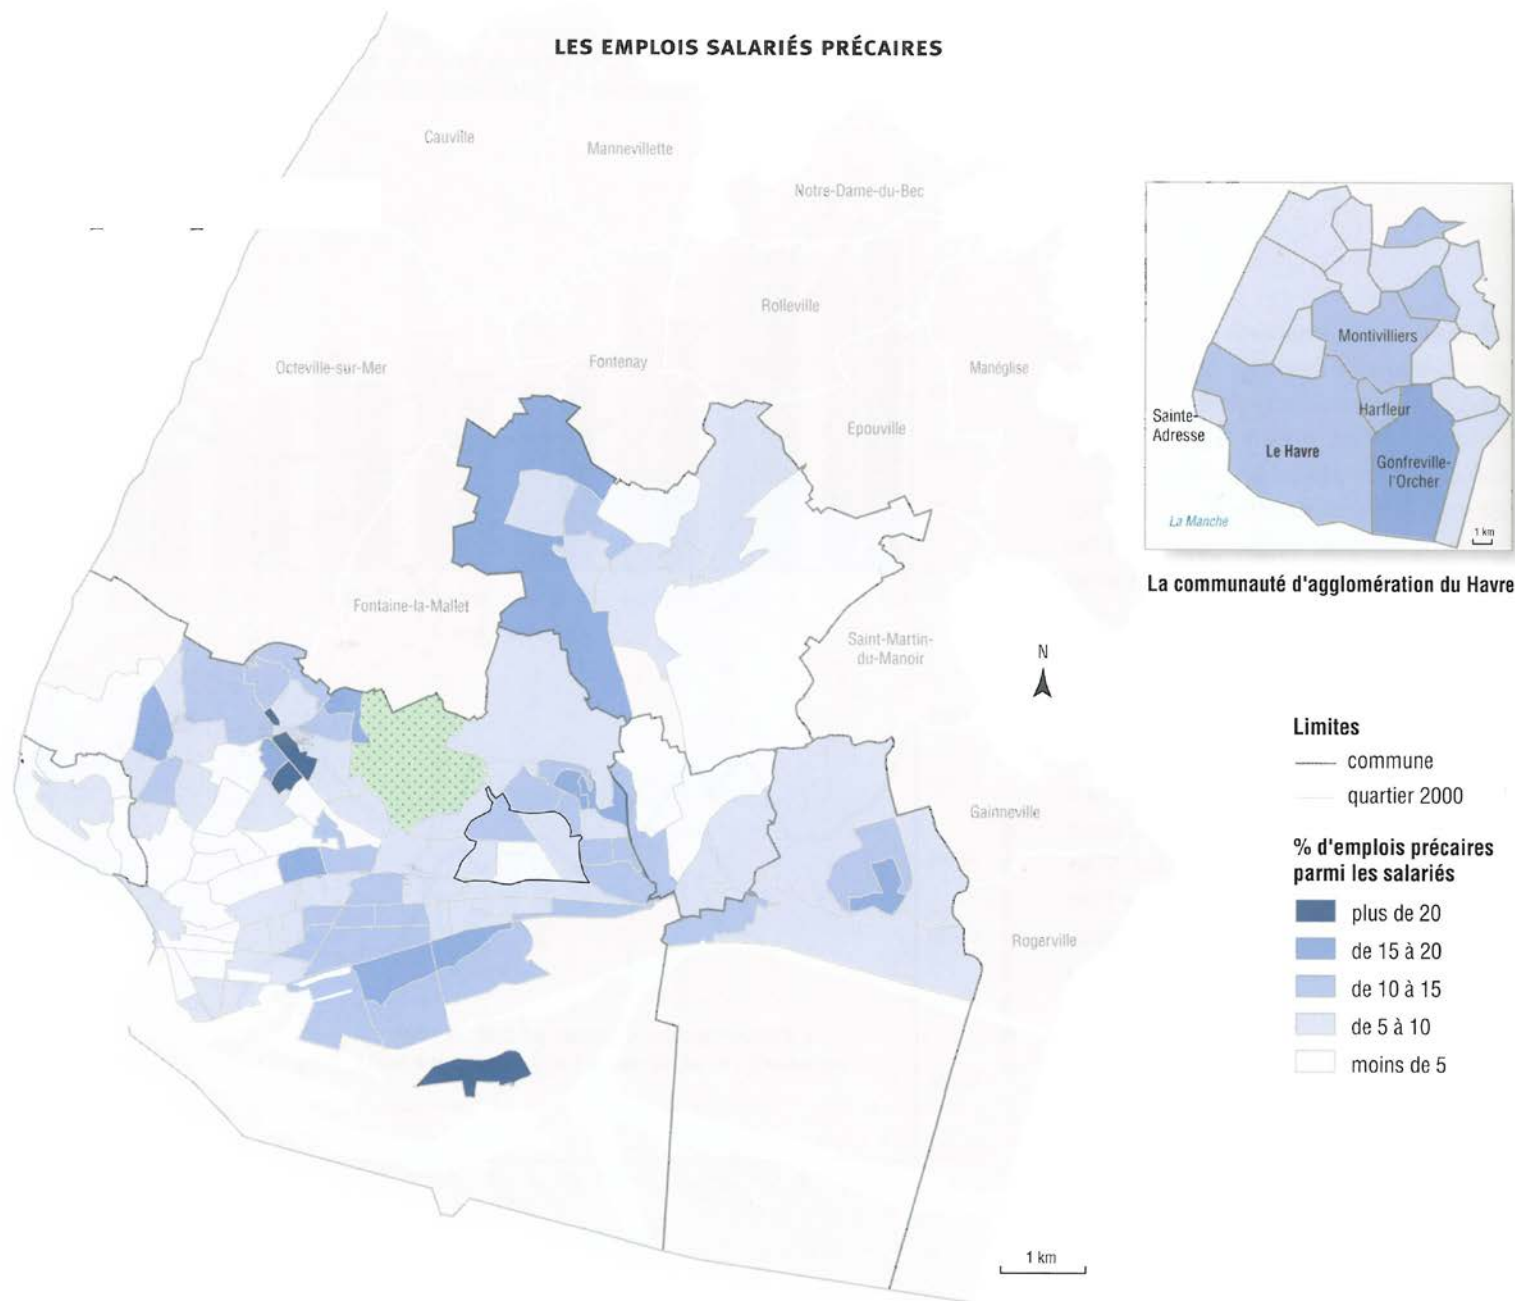 LES EMPLOIS SALARIÉS PRÉCAIRES
Cauville
Mannevillette
Notre-Dame-du-Bec
Rolleville
Octeville-sur-Mer
Fontenay
Manéglise
Epouville
Fontaine-la-Mallet
Saint-Martin-
du-Manoir
Gainneville
Rogerville
N
1 km
Montivilliers
Harfleur
Sainte-
Adresse
Le Havre
Gonfreville-
l'Orcher
La Manche
1 km
La communauté d'agglomération du Havre
Limites
commune
quartier 2000
% d'emplois précaires
parmi les salariés
plus de 20
de 15 à 20
de 10 à 15
de 5 à 10
moins de 5